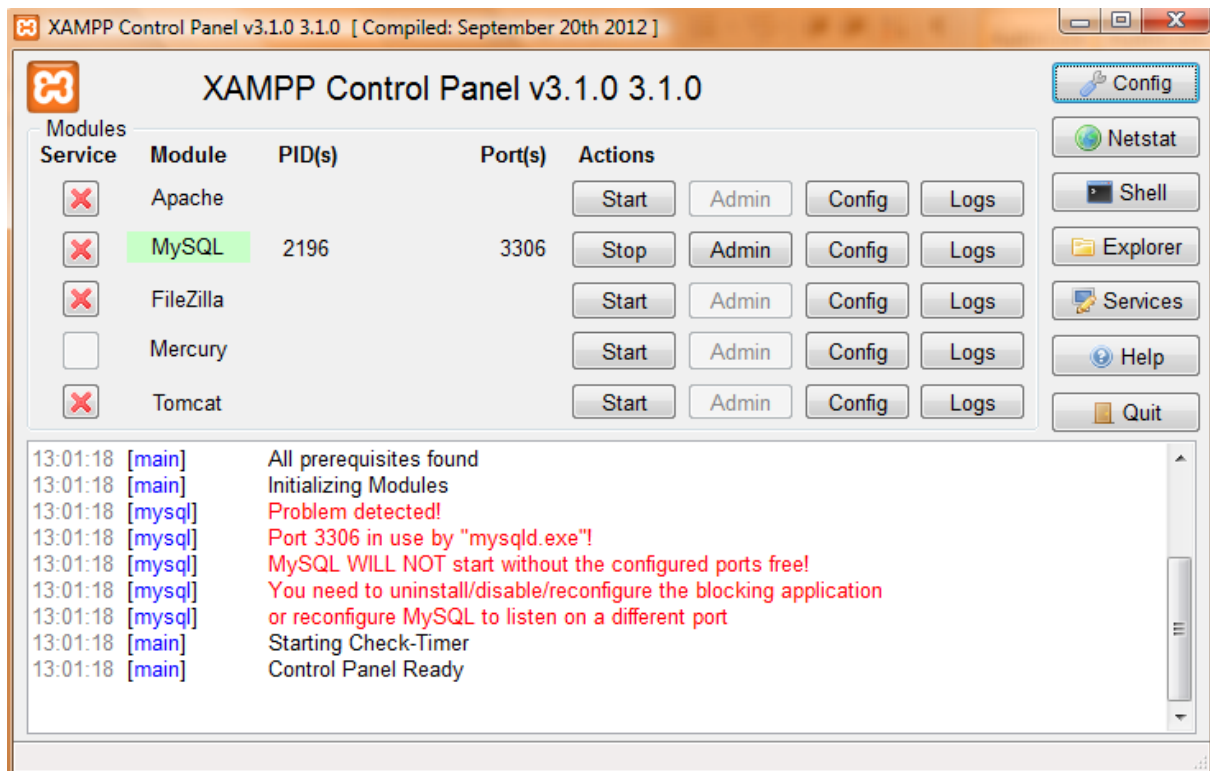 XAMPP Control Panel v3.1.0 3.1.0 [ Compiled: September 20th 2012 ]
XAMPP Control Panel v3.1.0 3.1.0
Config
Modules
Netstat
Service Module PID(s) Port(s) Actions
Apache Start Admin Config Logs
Shell
MySQL 2196 3306 Stop Admin Config Logs
Explorer
FileZilla Start Admin Config Logs
Services
Mercury Start Admin Config Logs
Help
Tomcat Start Admin Config Logs
Quit
13:01:18 [main] All prerequisites found
13:01:18 [main] Initializing Modules
13:01:18 [mysql] Problem detected!
13:01:18 [mysql] Port 3306 in use by "mysqld.exe"!
13:01:18 [mysql] MySQL WILL NOT start without the configured ports free!
13:01:18 [mysql] You need to uninstall/disable/reconfigure the blocking application
13:01:18 [mysql] or reconfigure MySQL to listen on a different port
13:01:18 [main] Starting Check-Timer
13:01:18 [main] Control Panel Ready